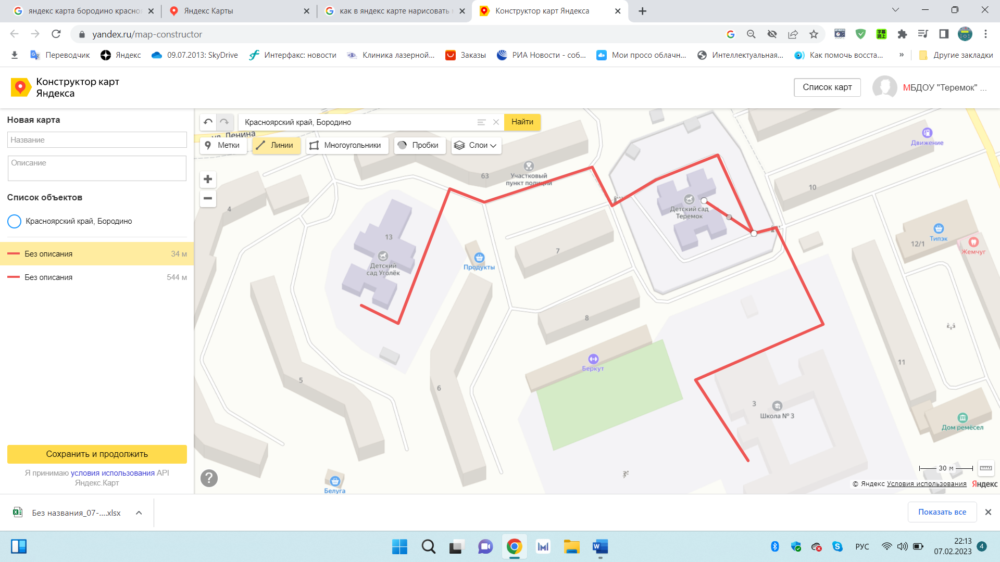 яндекс карта бородино красно
Яндекс Карты
как в яндекс карте нарисовать
Конструктор карт Яндекса
yandex.ru/map-constructor
Переводчик
Яндекс
09.07.2013: SkyDrive
Интерфакс: новости
Клиника лазерной...
Заказы
РИА Новости - соб...
Мои просо облачн...
Интеллектуальная...
Как помочь восста...
»
Другие закладки
Конструктор карт
Яндекса
Список карт
МБДОУ "Теремок" ...
Новая карта
Название
Описание
Список объектов
Красноярский край, Бородино
Без описания 34 м
Без описания 544 м
Сохранить и продолжить
Я принимаю условия использования API
Яндекс.Карт
Красноярский край, Бородино
Найти
ул. Ленина
Метки
Линии
Многоугольники
Пробки
Слои
Движение
63
Участковый
пункт полиции
10
4
Детский сад
Теремок
13
Типэк
12/1
Жемчуг
7
Детский
сад Уголёк
Продукты
8
Беркут
11
5
6
3
Школа № 3
Дом ремёсел
Белуга
?
30 м
© Яндекс Условия использования Яндекс
Без названия_07-....xlsx
Показать все
РУС
22:13
07.02.2023
4